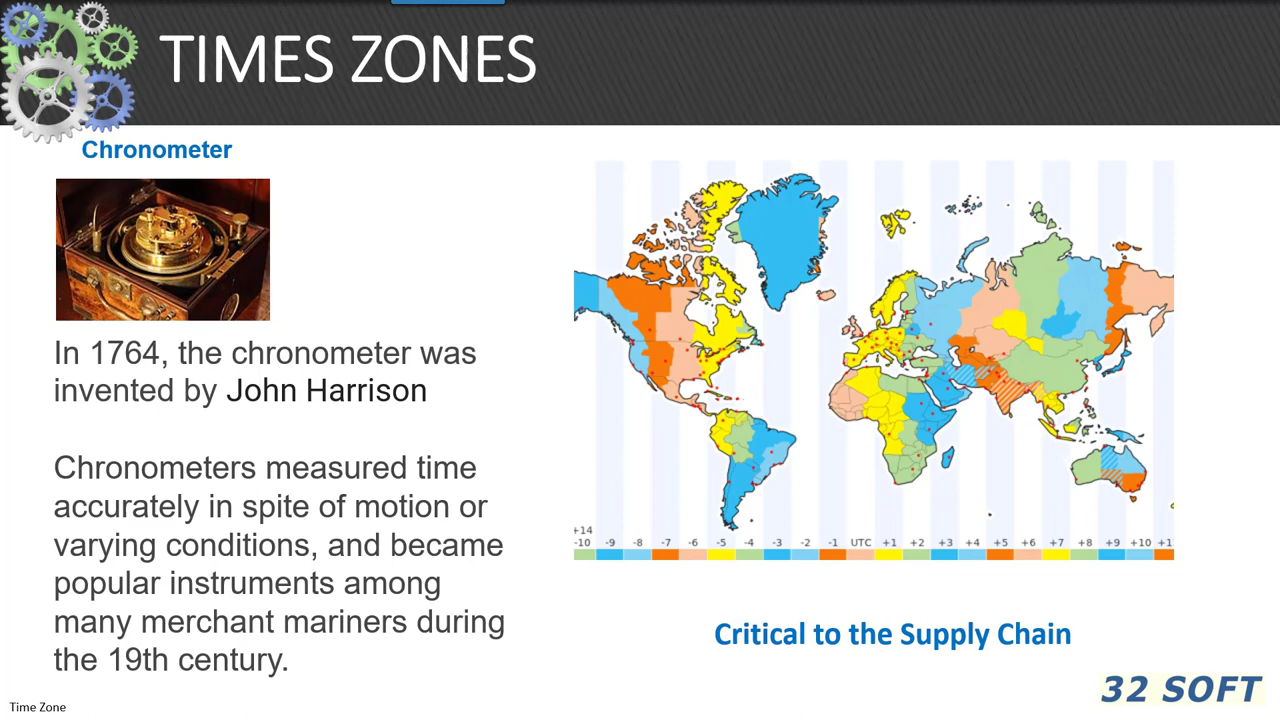 TIMES ZONES
Chronometer
In 1764, the chronometer was
invented by John Harrison
Chronometers measured time
accurately in spite of motion or
varying conditions, and became
popular instruments among
many merchant mariners during
the 19th century.
+14
-10 -9 -8 -7 -6 -5 -4 -3 -2 -1 UTC +1 +2 +3 +4 +5 +6 +7 +8 +9 +10 +1
Critical to the Supply Chain
32 SOFT
Time Zone